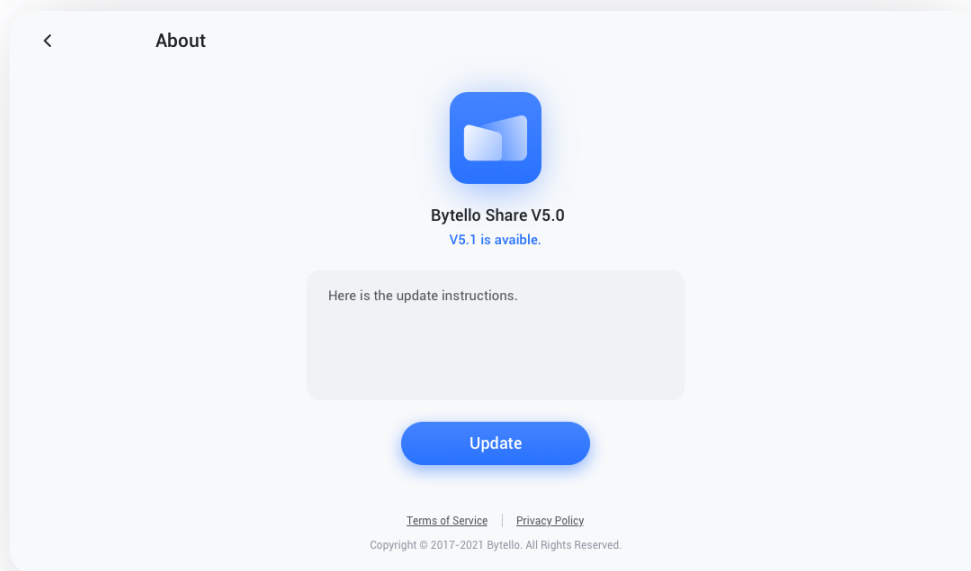 About
Bytello Share V5.0
V5.1 is avaible.
Here is the update instructions.
Update
Terms of Service | Privacy Policy
Copyright © 2017-2021 Bytello. All Rights Reserved.